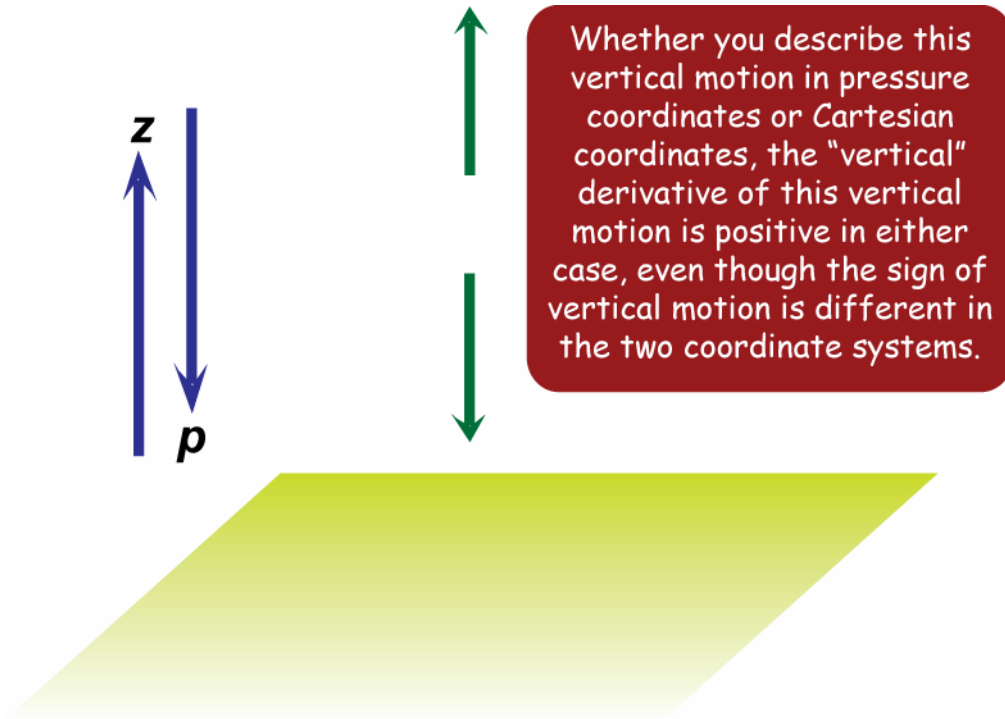 z
p
Whether you describe this
vertical motion in pressure
coordinates or Cartesian
coordinates, the “vertical”
derivative of this vertical
motion is positive in either
case, even though the sign of
vertical motion is different in
the two coordinate systems.